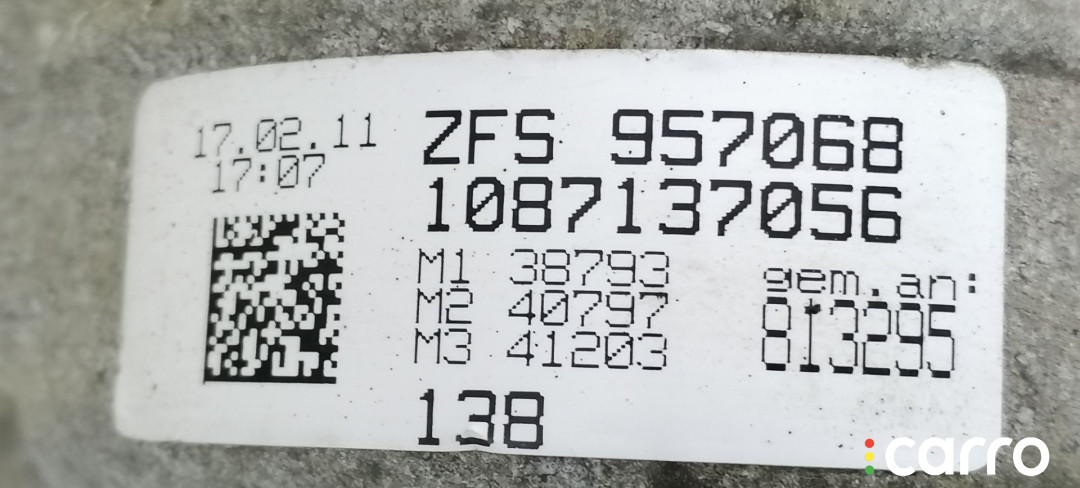 17.02.11
17:07
ZFS 957068
1087137056
M1 38793
M2 40797
M3 41203
gem.an:
813295
138
carro